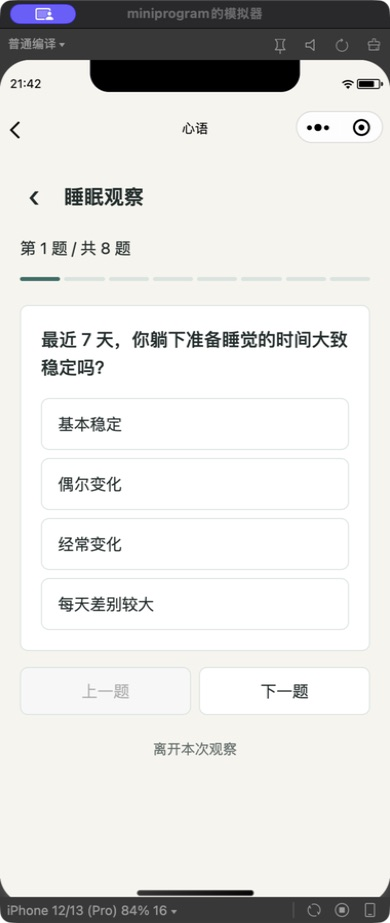 miniprogram的模拟器
普通编译
21:42
心语
睡眠观察
第 1 题 / 共 8 题
最近 7 天，你躺下准备睡觉的时间大致
稳定吗？
基本稳定
偶尔变化
经常变化
每天差别较大
上一题
下一题
离开本次观察
iPhone 12/13 (Pro) 84% 16